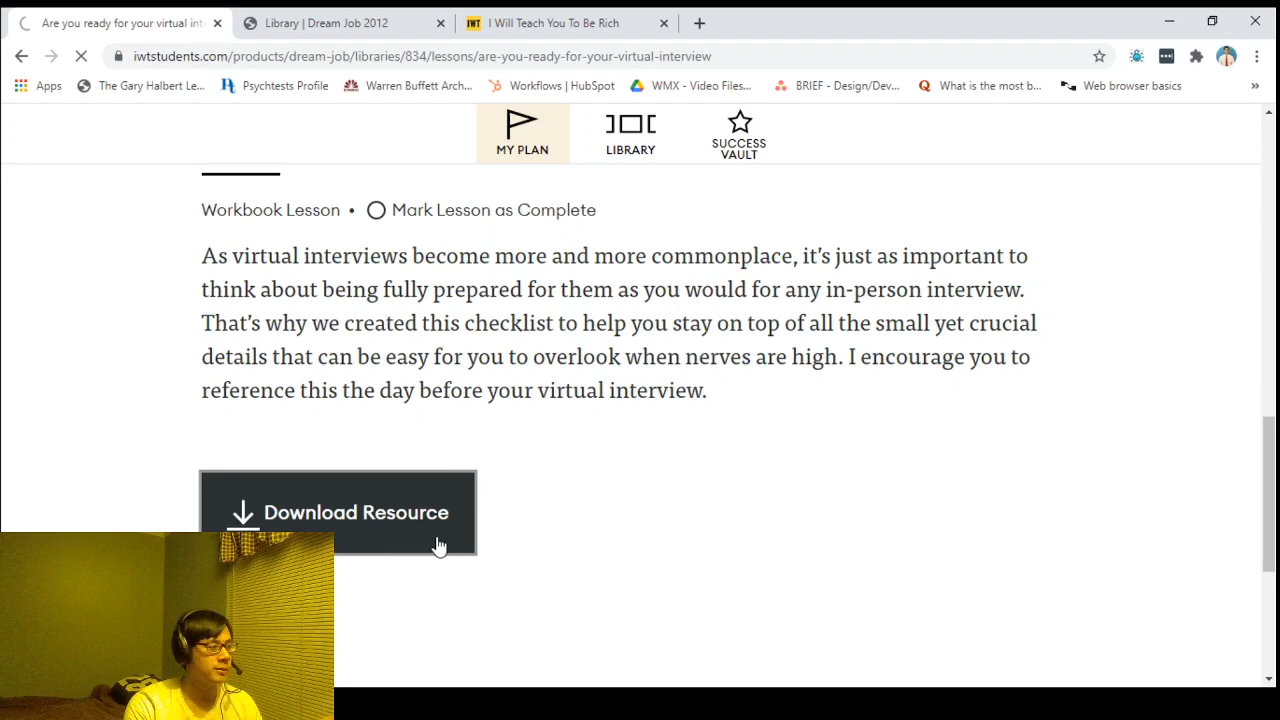 Are you ready for your virtual int
Library | Dream Job 2012
IWT I Will Teach You To Be Rich
iwtstudents.com/products/dream-job/libraries/834/lessons/are-you-ready-for-your-virtual-interview
Apps
The Gary Halbert Le...
Psychtests Profile
Warren Buffett Arch...
Workflows | HubSpot
WMX - Video Files...
BRIEF - Design/Dev...
What is the most b...
Web browser basics
MY PLAN
LIBRARY
SUCCESS
VAULT
Workbook Lesson • Mark Lesson as Complete
As virtual interviews become more and more commonplace, it's just as important to
think about being fully prepared for them as you would for any in-person interview.
That's why we created this checklist to help you stay on top of all the small yet crucial
details that can be easy for you to overlook when nerves are high. I encourage you to
reference this the day before your virtual interview.
Download Resource